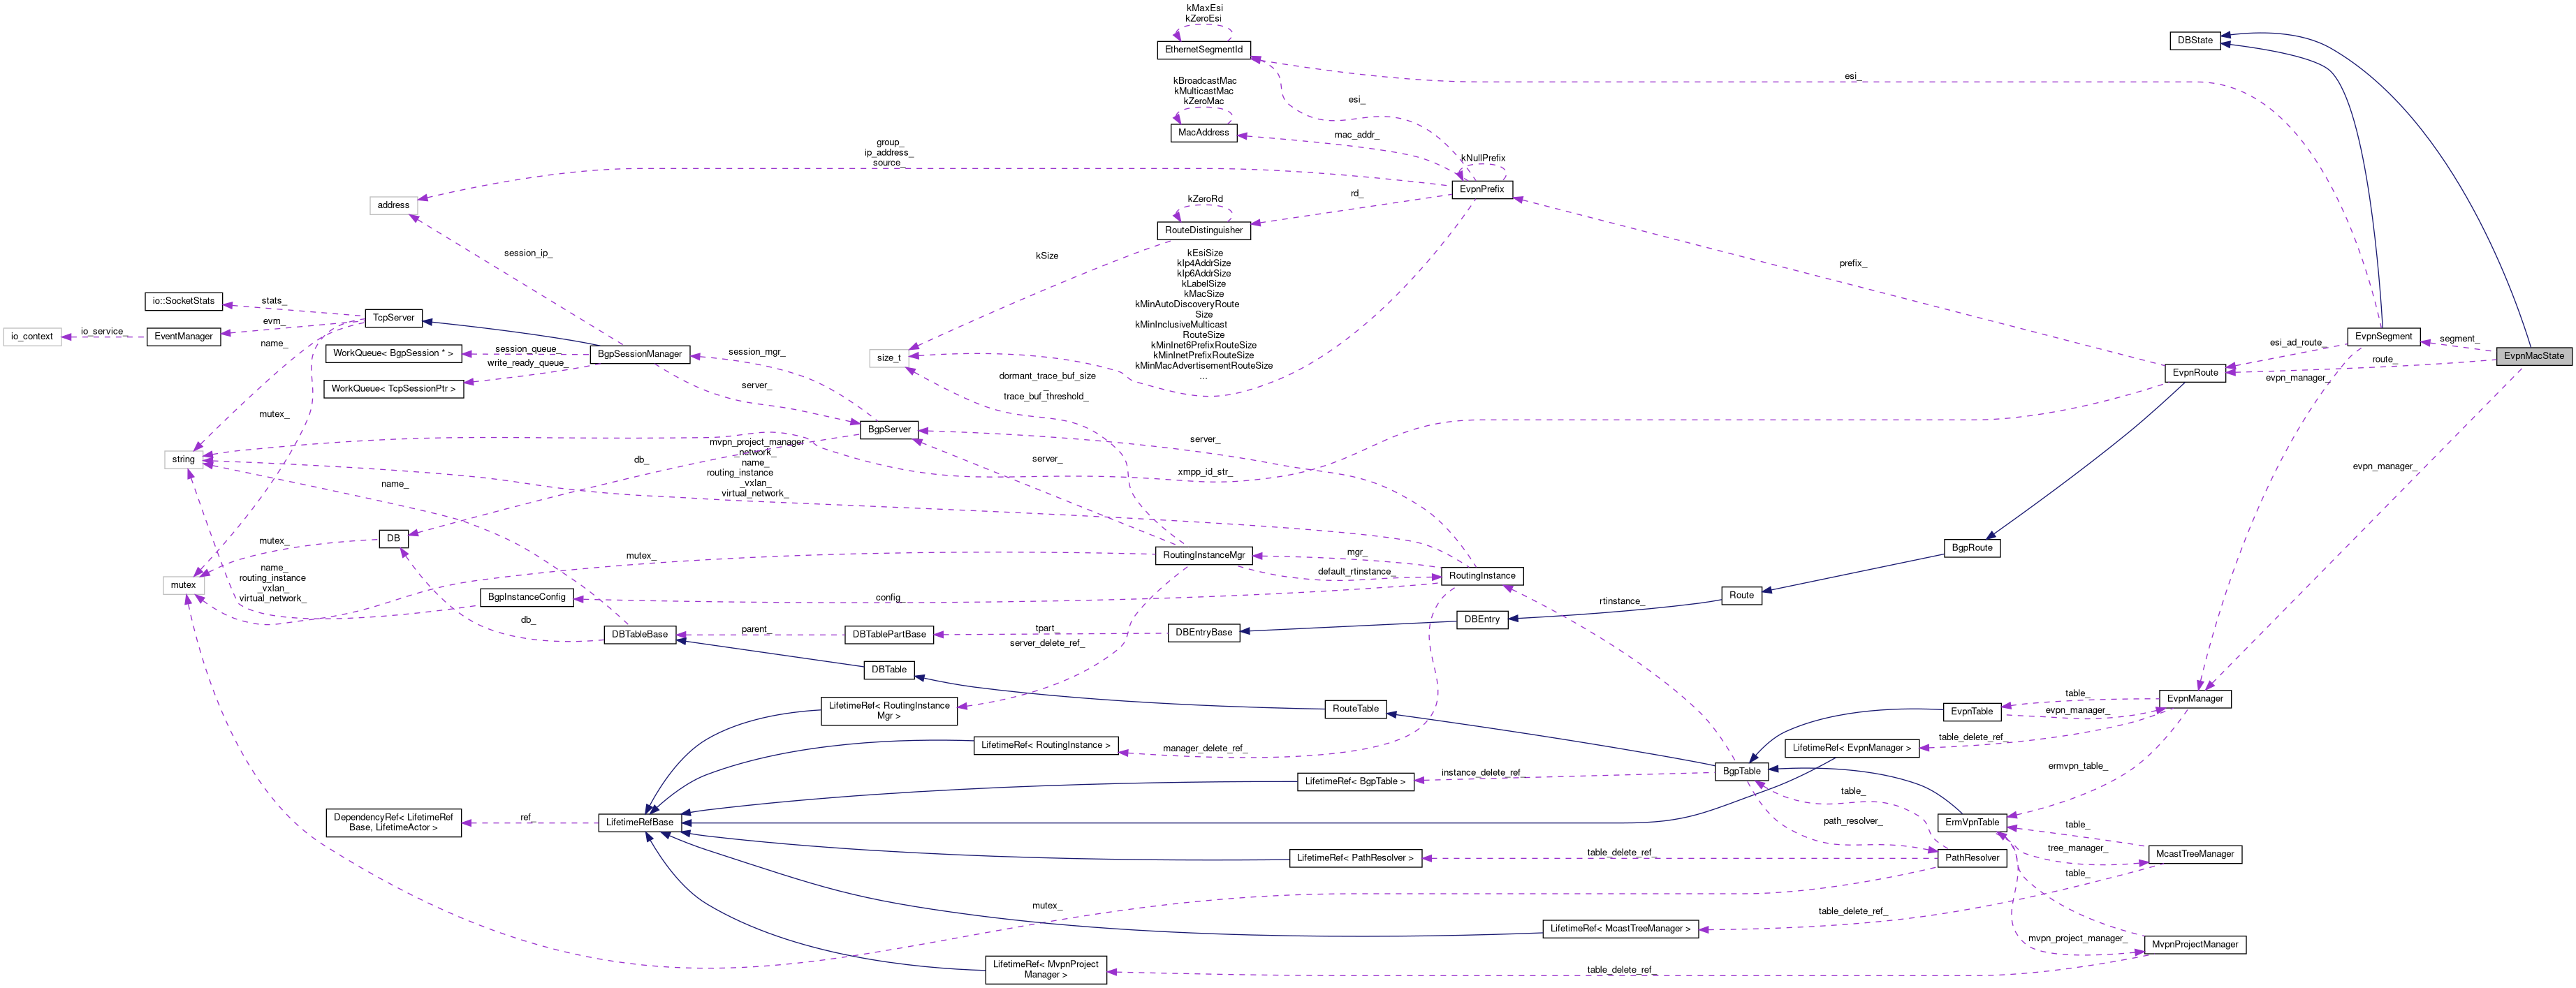 kMaxEsi
kZeroEsi
EthernetSegmentId
DBState
esi_
kBroadcastMac
kMulticastMac
kZeroMac
esi_
MacAddress
mac_addr_
group_
ip_address_
source_
kNullPrefix
EvpnPrefix
address
rd_
kZeroRd
RouteDistinguisher
session_ip_
kSize
kEsiSize
kIp4AddrSize
kIp6AddrSize
kLabelSize
kMacSize
kMinAutoDiscoveryRoute
Size
kMinInclusiveMulticast
RouteSize
kMinInet6PrefixRouteSize
kMinInetPrefixRouteSize
kMinMacAdvertisementRouteSize
...
prefix_
io::SocketStats
stats_
TcpServer
evm_
io_context
io_service_
EventManager
name_
WorkQueue< BgpSession * >
session_queue_
BgpSessionManager
session_mgr_
size_t
write_ready_queue_
WorkQueue< TcpSessionPtr >
server_
dormant_trace_buf_size
_
trace_buf_threshold_
EvpnSegment
segment_
EvpnMacState
esi_ad_route_
route_
EvpnRoute
evpn_manager_
mutex_
BgpServer
server_
string
db_
mvpn_project_manager
_network_
name_
routing_instance
_vxlan_
virtual_network_
server_
xmpp_id_str_
evpn_manager_
name_
DB
mutex_
mutex_
RoutingInstanceMgr
mgr_
BgpRoute
mutex
name_
routing_instance
_vxlan_
virtual_network_
default_rtinstance_
RoutingInstance
BgpInstanceConfig
config_
rtinstance_
Route
db_
DBTableBase
parent_
DBTablePartBase
tpart_
DBEntryBase
DBEntry
server_delete_ref_
DBTable
LifetimeRef< RoutingInstance
Mgr >
RouteTable
EvpnTable
table_
evpn_manager_
EvpnManager
LifetimeRef< RoutingInstance >
manager_delete_ref_
LifetimeRef< EvpnManager >
table_delete_ref_
LifetimeRef< BgpTable >
instance_delete_ref_
BgpTable
ermvpn_table_
table_
DependencyRef< LifetimeRef
Base, LifetimeActor >
ref_
LifetimeRefBase
path_resolver_
ErmVpnTable
table_
tree_manager_
McastTreeManager
LifetimeRef< PathResolver >
table_delete_ref_
PathResolver
table_
mutex_
table_delete_ref_
LifetimeRef< McastTreeManager >
mvpn_project_manager_
MvpnProjectManager
LifetimeRef< MvpnProject
Manager >
table_delete_ref_